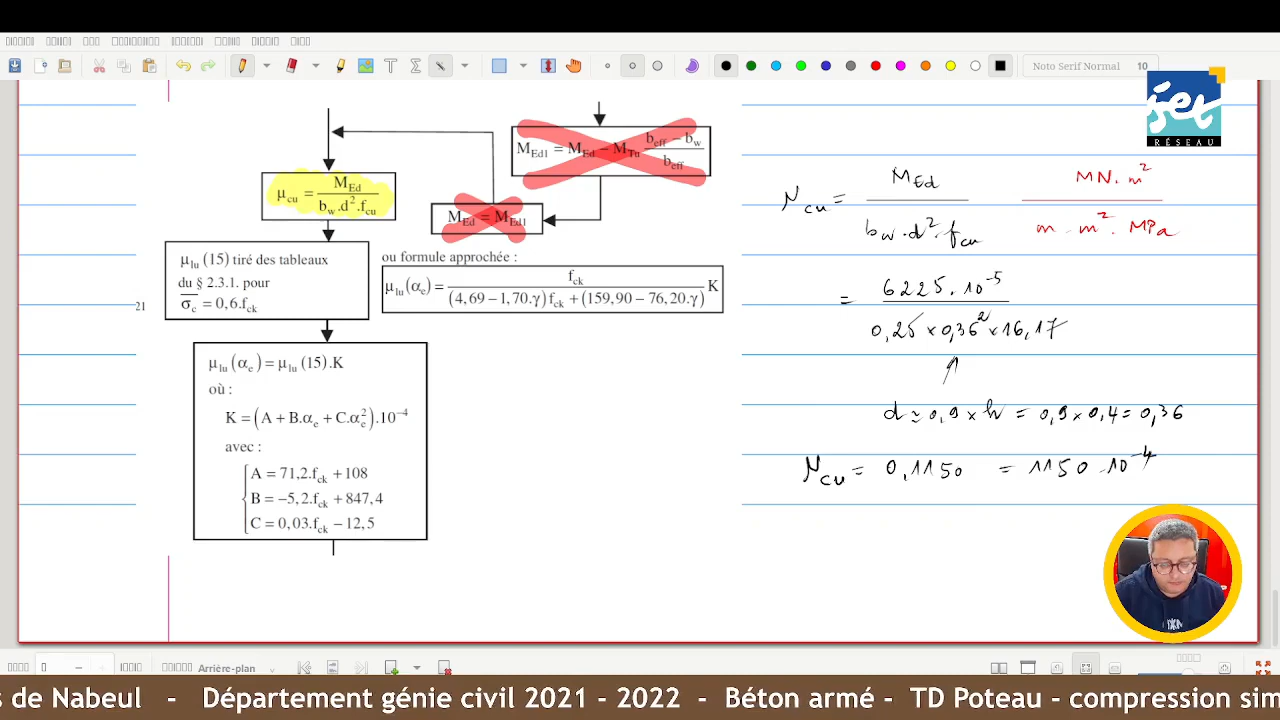 Noto Serif Normal 10
iset
RÉSEAU
M_Ed1 = M_Ed − M_Tu (b_eff − b_w) / b_eff
μ_cu = M_Ed / (b_w.d².f_cu)
M_Ed = M_Ed1
μ_lu (15) tiré des tableaux
du § 2.3.1. pour
σ̅_c = 0,6.f_ck
ou formule approchée :
μ_lu(α_e) = f_ck / ((4,69 − 1,70.γ) f_ck + (159,90 − 76,20.γ)) K
21
μ_lu(α_e) = μ_lu(15).K
où :
K = (A + B.α_e + C.α_e²).10⁻⁴
avec :
A = 71,2.f_ck + 108
B = −5,2.f_ck + 847,4
C = 0,03.f_ck − 12,5
μ_cu = M_Ed / (b_w.d².f_cu)
MN.m² / (m.m².MPa)
= 6225.10⁻⁵ / (0,25 × 0,36² × 16,17)
d ≃ 0,9 × h = 0,9 × 0,4 = 0,36
μ_cu = 0,1150 = 1150.10⁻⁴
Arrière-plan
s de Nabeul - Département génie civil 2021 - 2022 - Béton armé - TD Poteau - compression sim